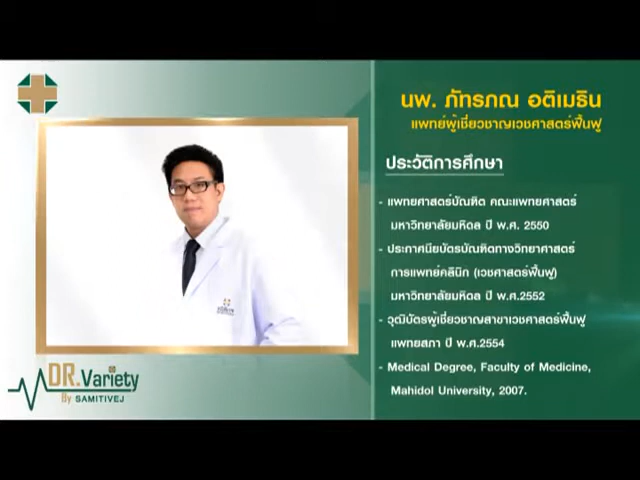 นพ. ภัทรภณ อติเมธิน
แพทย์ผู้เชี่ยวชาญเวชศาสตร์ฟื้นฟู
ประวัติการศึกษา
- แพทยศาสตร์บัณฑิต คณะแพทยศาสตร์
มหาวิทยาลัยมหิดล ปี พ.ศ. 2550
- ประกาศนียบัตรบัณฑิตทางวิทยาศาสตร์
การแพทย์คลินิก (เวชศาสตร์ฟื้นฟู)
มหาวิทยาลัยมหิดล ปี พ.ศ.2552
- วุฒิบัตรผู้เชี่ยวชาญสาขาเวชศาสตร์ฟื้นฟู
แพทยสภา ปี พ.ศ.2554
- Medical Degree, Faculty of Medicine,
Mahidol University, 2007.
DR.Variety
By SAMITIVEJ